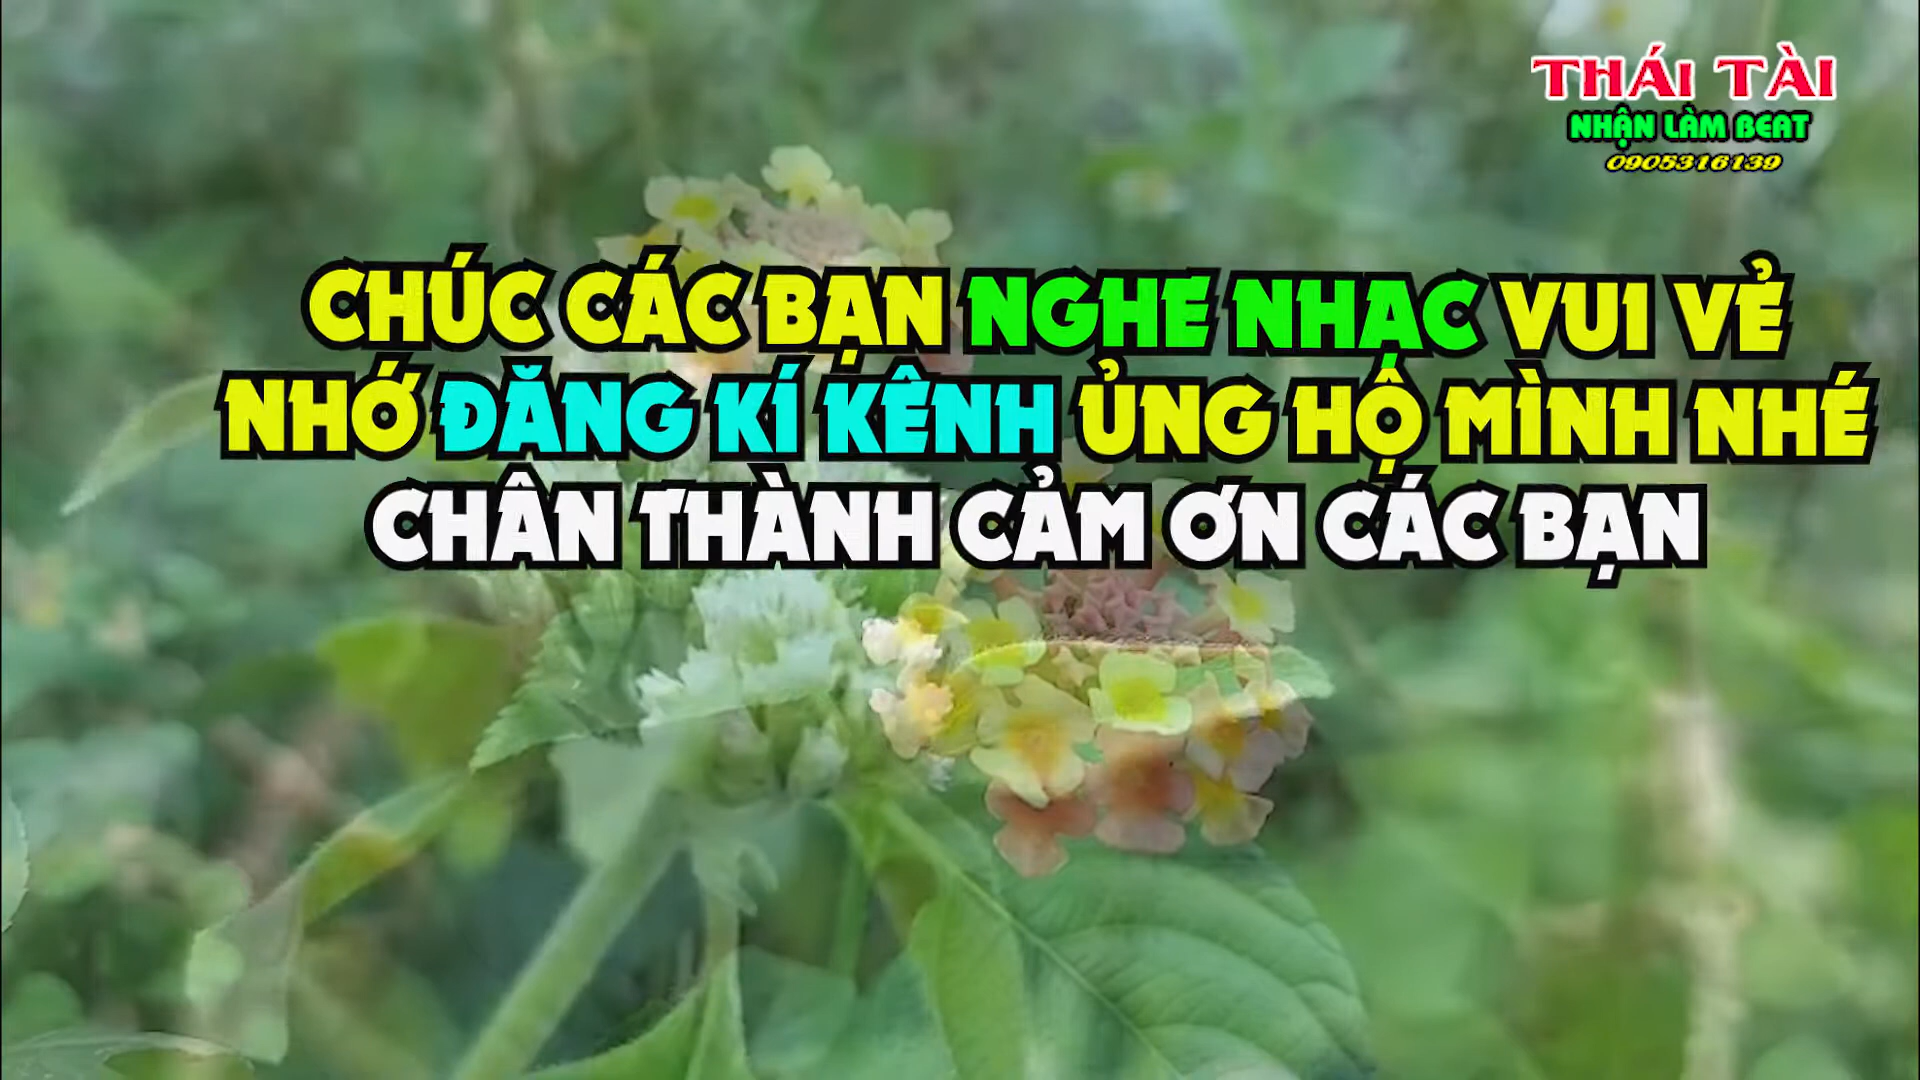 THÁI TÀI
NHẬN LÀM BEAT
0905316139
CHÚC CÁC BẠN NGHE NHẠC VUI VẺ
NHỚ ĐĂNG KÍ KÊNH ỦNG HỘ MÌNH NHÉ
CHÂN THÀNH CẢM ƠN CÁC BẠN